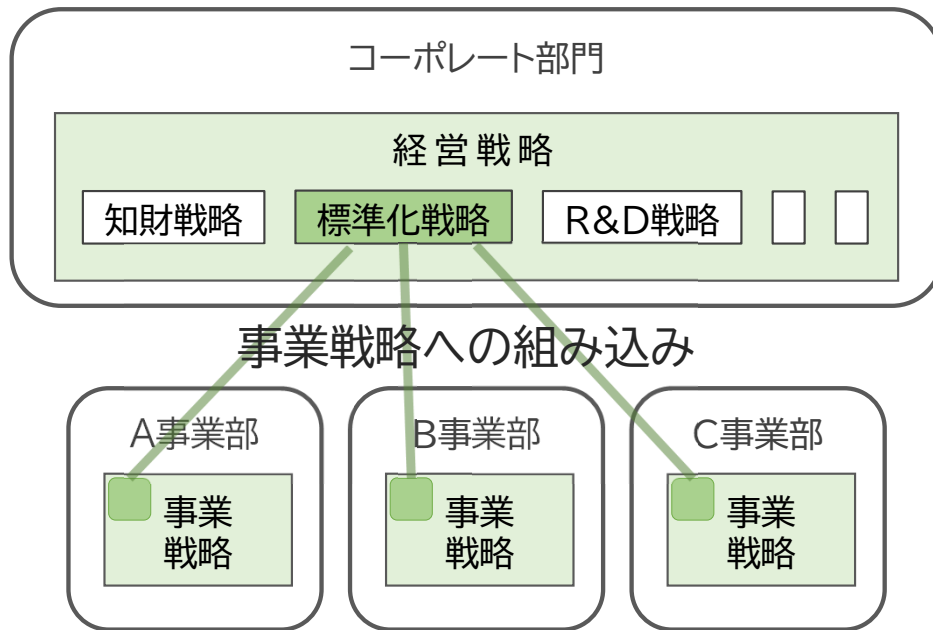 コーポレート部門
経営戦略
知財戦略
標準化戦略
R&D戦略
事業戦略への組み込み
A事業部
事業
戦略
B事業部
事業
戦略
C事業部
事業
戦略